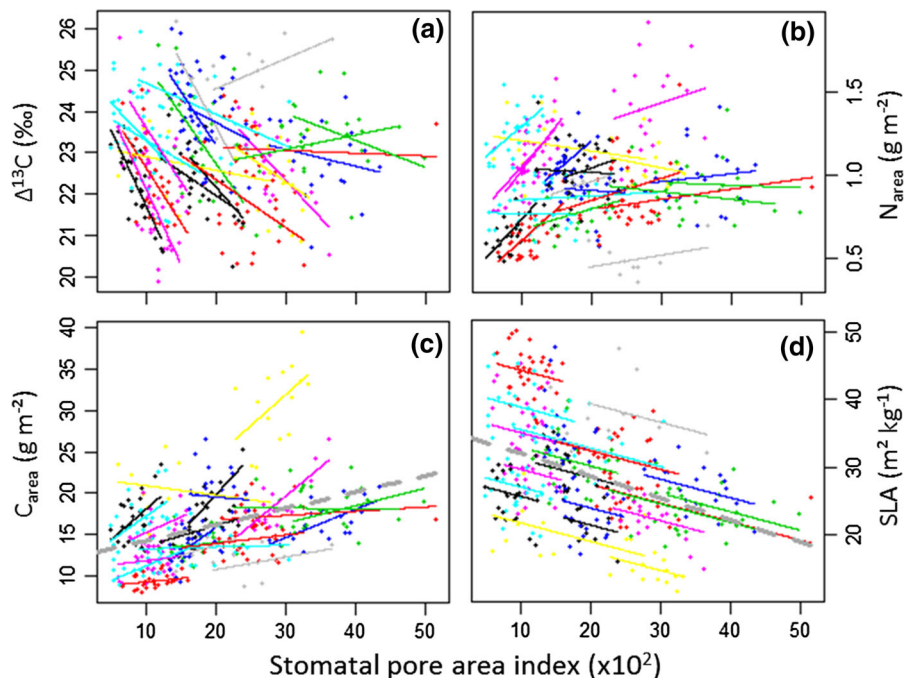 (a)
26
25
24
23
22
21
20
Δ¹³C (‰)
(b)
1.5
1.0
0.5
N_area (g m⁻²)
(c)
40
35
30
25
20
15
10
C_area (g m⁻²)
10 20 30 40 50
(d)
50
40
30
20
SLA (m² kg⁻¹)
10 20 30 40 50
Stomatal pore area index (x10²)